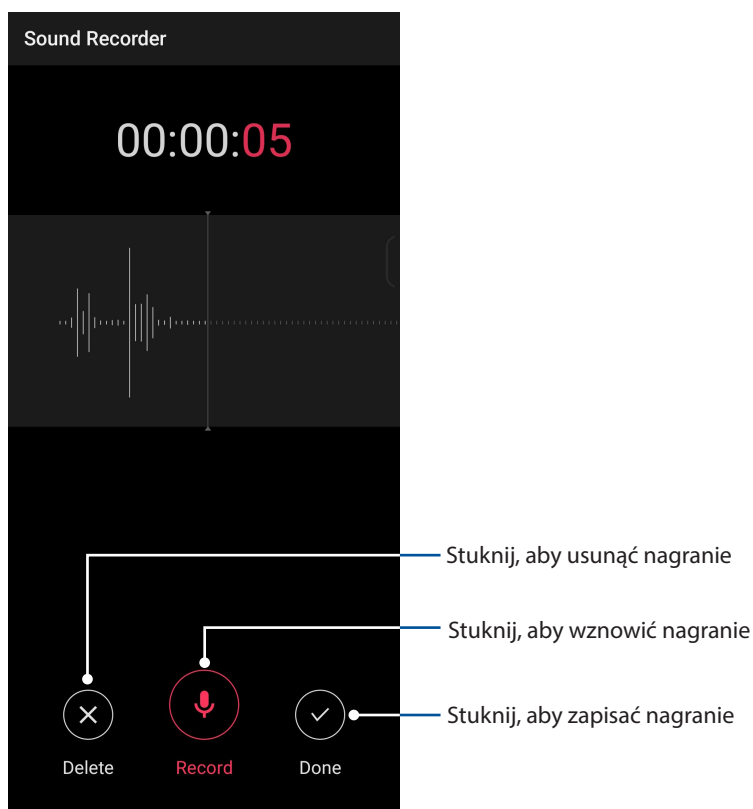 Sound Recorder
00:00:05
Stuknij, aby usunąć nagranie
Stuknij, aby wznowić nagranie
Stuknij, aby zapisać nagranie
Delete
Record
Done